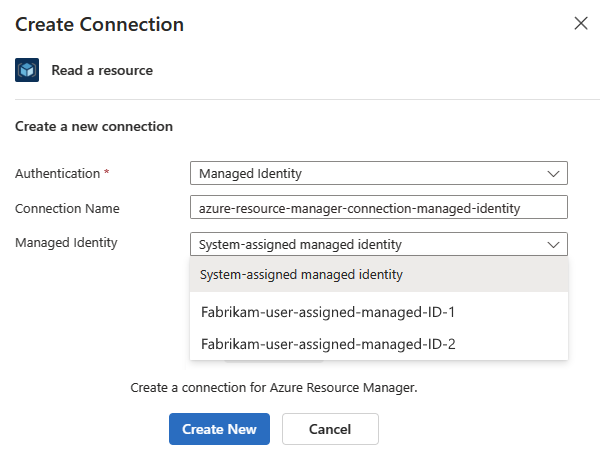 Create Connection
Read a resource
Create a new connection
Authentication * Managed Identity
Connection Name azure-resource-manager-connection-managed-identity
Managed Identity System-assigned managed identity
System-assigned managed identity
Fabrikam-user-assigned-managed-ID-1
Fabrikam-user-assigned-managed-ID-2
Create a connection for Azure Resource Manager.
Create New Cancel